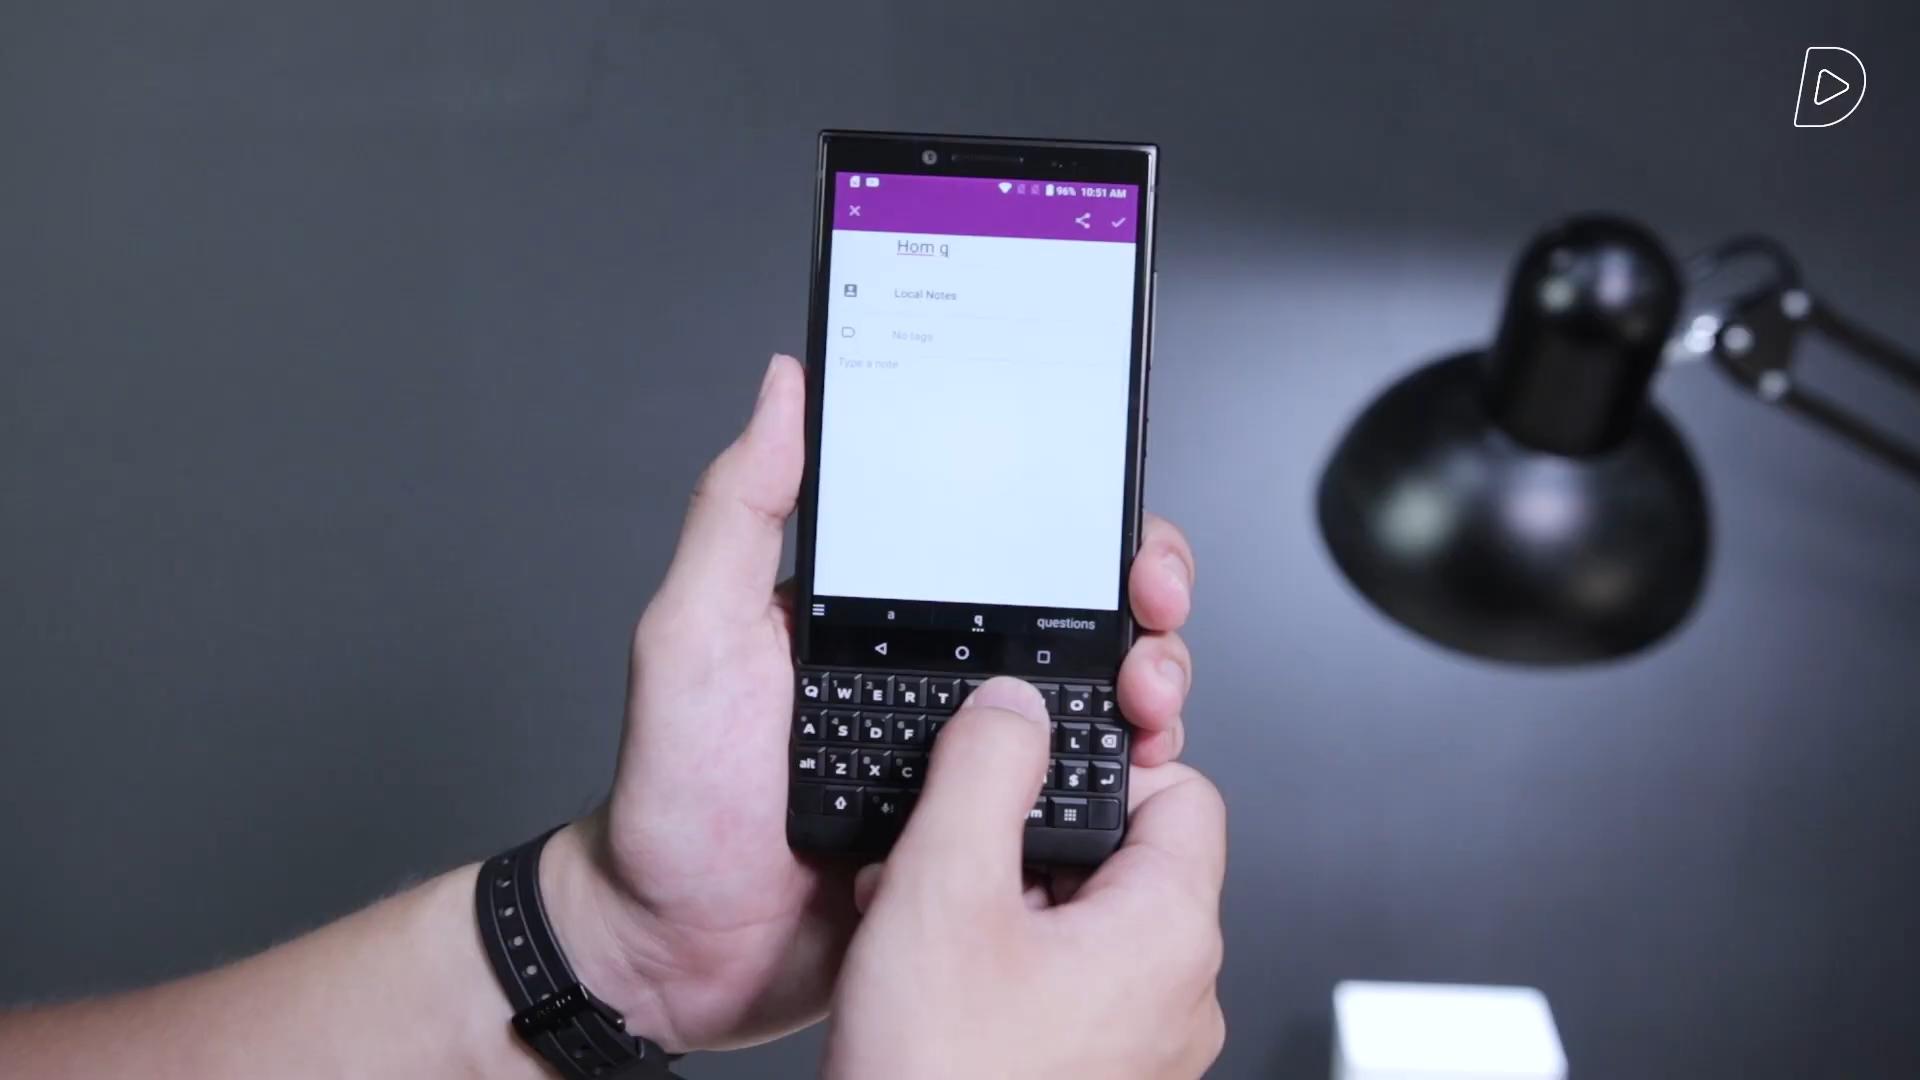 96% 10:51 AM
Hom q
Local Notes
No tags
Type a note
a q questions
Q W E R T O P
A S D F L
alt Z X C $